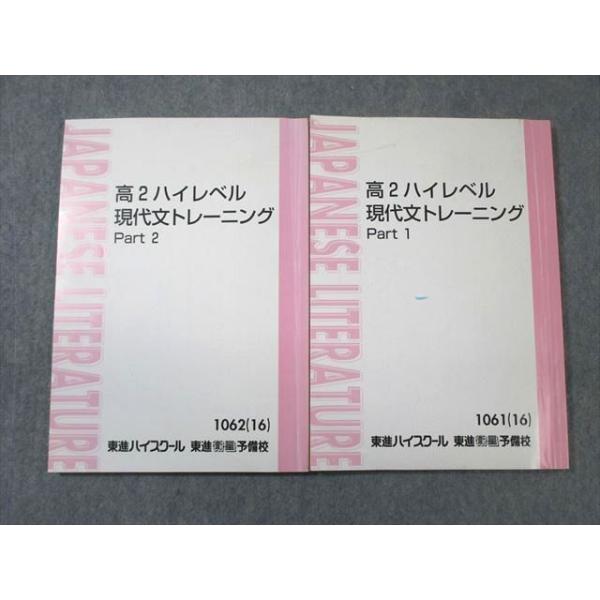 JAPANESE LITERATURE
高2ハイレベル
現代文トレーニング
Part 2
1062(16)
東進ハイスクール 東進衛星予備校
JAPANESE LITERATURE
高2ハイレベル
現代文トレーニング
Part 1
1061(16)
東進ハイスクール 東進衛星予備校